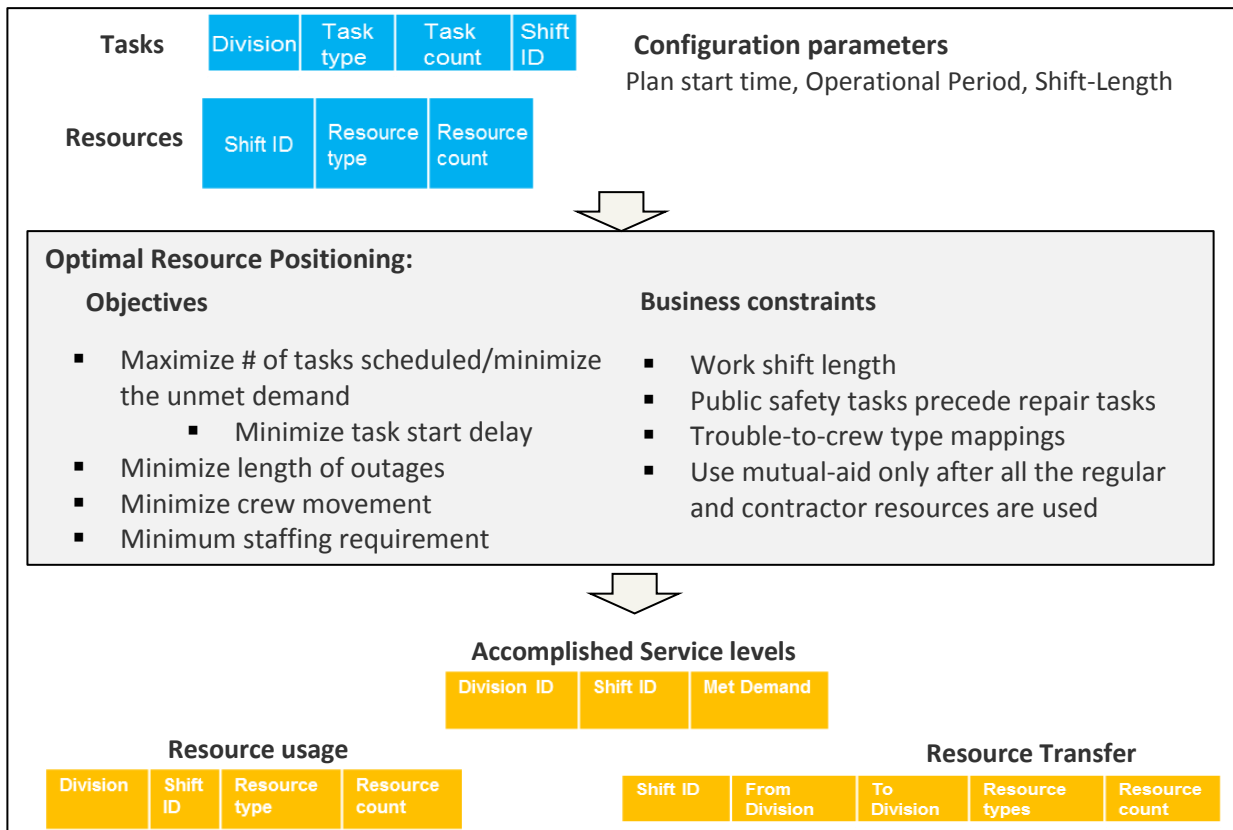 Tasks
Division
Task type
Task count
Shift ID
Configuration parameters
Plan start time, Operational Period, Shift-Length
Resources
Shift ID
Resource type
Resource count
Optimal Resource Positioning:
Objectives
▪ Maximize # of tasks scheduled/minimize
the unmet demand
▪ Minimize task start delay
▪ Minimize length of outages
▪ Minimize crew movement
▪ Minimum staffing requirement
Business constraints
▪ Work shift length
▪ Public safety tasks precede repair tasks
▪ Trouble-to-crew type mappings
▪ Use mutual-aid only after all the regular
and contractor resources are used
Accomplished Service levels
Division ID
Shift ID
Met Demand
Resource usage
Division
Shift ID
Resource type
Resource count
Resource Transfer
Shift ID
From Division
To Division
Resource types
Resource count